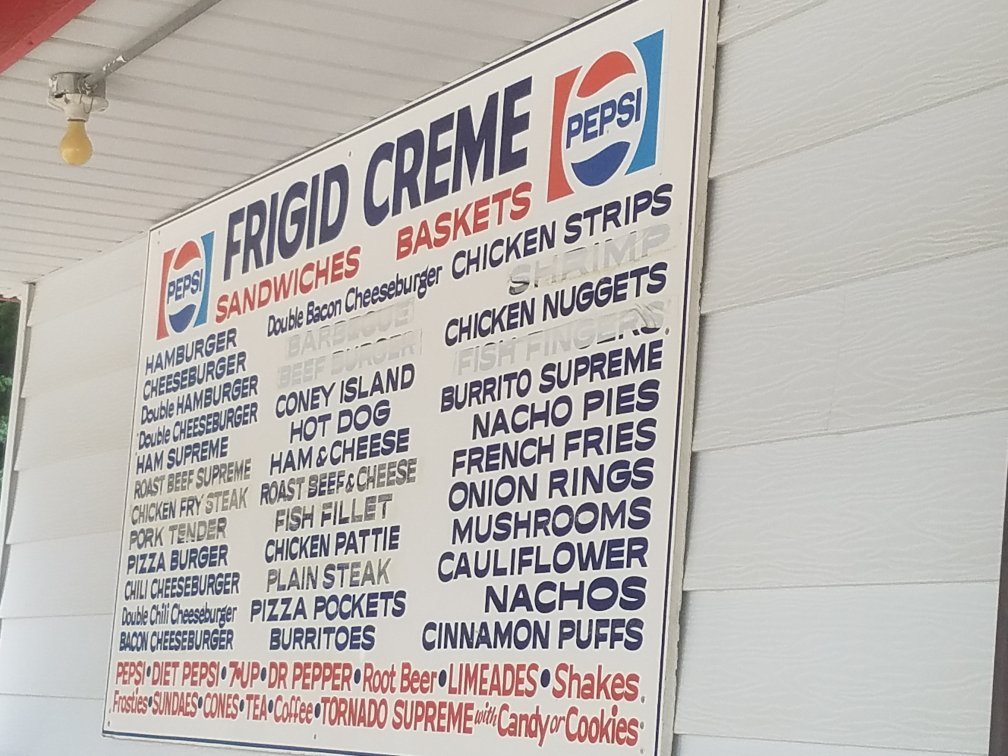 FRIGID CREME
PEPSI
PEPSI
SANDWICHES BASKETS
HAMBURGER
CHEESEBURGER
Double HAMBURGER
Double CHEESEBURGER
HAM SUPREME
ROAST BEEF SUPREME
CHICKEN FRY STEAK
PORK TENDER
PIZZA BURGER
CHILI CHEESEBURGER
Double Chili Cheeseburger
BACON CHEESEBURGER
Double Bacon Cheeseburger
BARBECUE
BEEF BURGER
CONEY ISLAND
HOT DOG
HAM & CHEESE
ROAST BEEF & CHEESE
FISH FILLET
CHICKEN PATTIE
PLAIN STEAK
PIZZA POCKETS
BURRITOES
CHICKEN STRIPS
SHRIMP
CHICKEN NUGGETS
FISH FINGERS
BURRITO SUPREME
NACHO PIES
FRENCH FRIES
ONION RINGS
MUSHROOMS
CAULIFLOWER
NACHOS
CINNAMON PUFFS
PEPSI • DIET PEPSI • 7-UP • DR PEPPER • Root Beer • LIMEADES • Shakes
Frosties • SUNDAES • CONES • TEA • Coffee • TORNADO SUPREME with Candy or Cookies